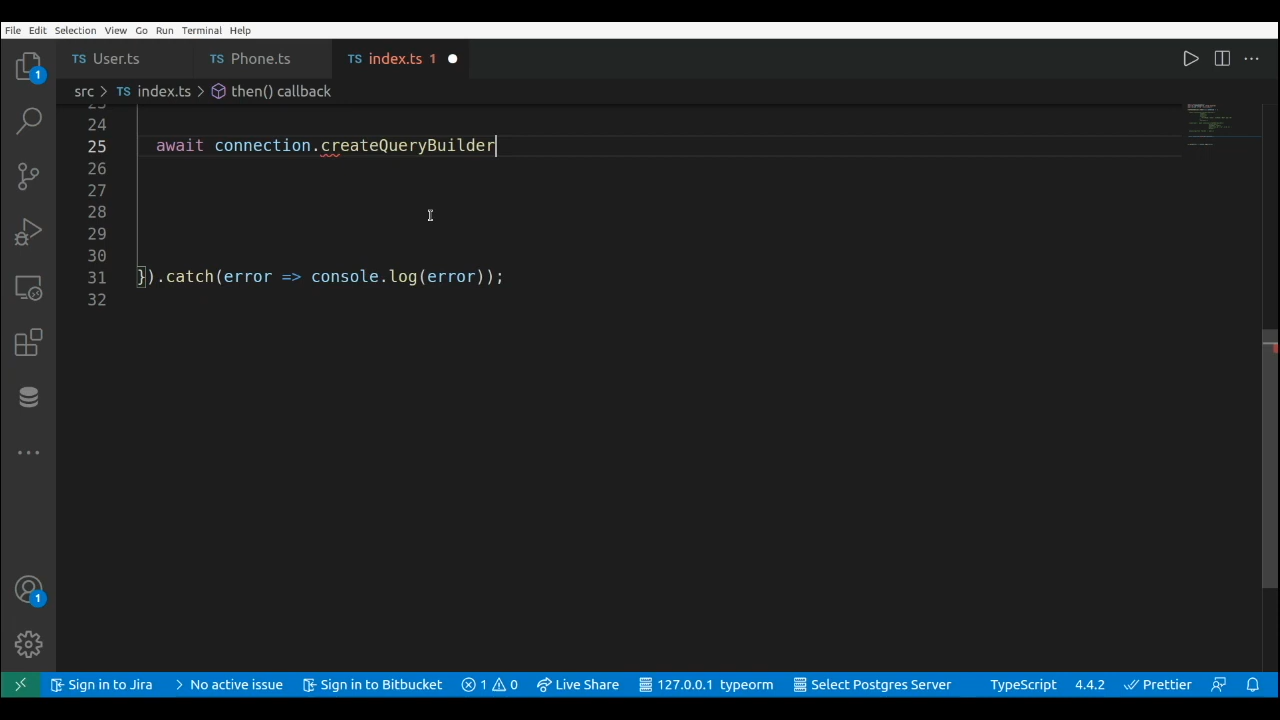 File Edit Selection View Go Run Terminal Help
TS User.ts TS Phone.ts TS index.ts 1
src > TS index.ts > then() callback
23
24
25 await connection.createQueryBuilder
26
27
28
29
30
31 }).catch(error => console.log(error));
32
1
1
Sign in to Jira No active issue Sign in to Bitbucket 1 0 Live Share 127.0.0.1 typeorm Select Postgres Server TypeScript 4.4.2 Prettier